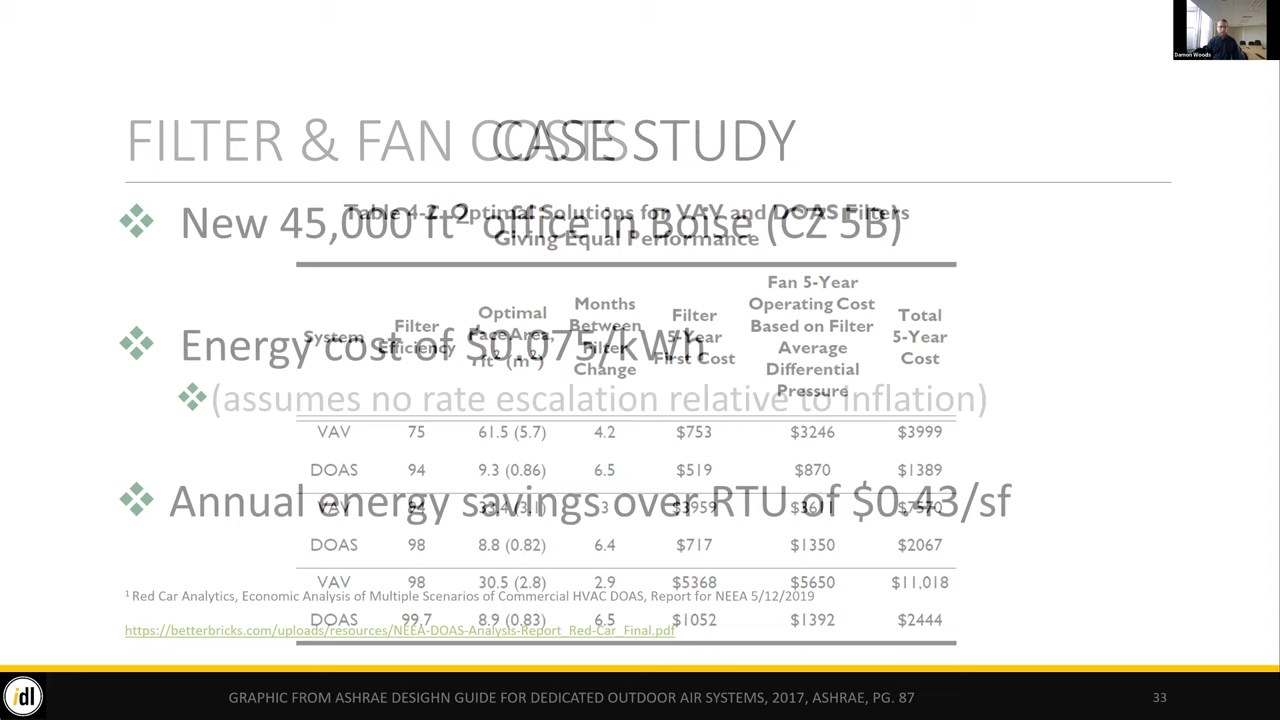 Damon Woods
FILTER & FAN COSTS
CASE STUDY
New 45,000 ft² office in Boise (CZ 5B)
Energy cost of $0.075/kWh
(assumes no rate escalation relative to inflation)
Annual energy savings over RTU of $0.43/sf
¹ Red Car Analytics, Economic Analysis of Multiple Scenarios of Commercial HVAC DOAS, Report for NEEA 5/12/2019
https://betterbricks.com/uploads/resources/NEEA-DOAS-Analysis-Report_Red-Car_Final.pdf
Optimal Solutions for VAV and DOAS Filters
Giving Equal Performance
System
Filter
Efficiency
Optimal
Face Area,
ft² (m²)
Months
Between
Filter
Change
Filter
5-Year
First Cost
Fan 5-Year
Operating Cost
Based on Filter
Average
Differential
Pressure
Total
5-Year
Cost
VAV 75 61.5 (5.7) 4.2 $753 $3246 $3999
DOAS 94 9.3 (0.86) 6.5 $519 $870 $1389
VAV 94 33.4 (3.1) 3 $3959 $3611 $7570
DOAS 98 8.8 (0.82) 6.4 $717 $1350 $2067
VAV 98 30.5 (2.8) 2.9 $5368 $5650 $11,018
DOAS 99.7 8.9 (0.83) 6.5 $1052 $1392 $2444
idl
GRAPHIC FROM ASHRAE DESIGHN GUIDE FOR DEDICATED OUTDOOR AIR SYSTEMS, 2017, ASHRAE, PG. 87
33